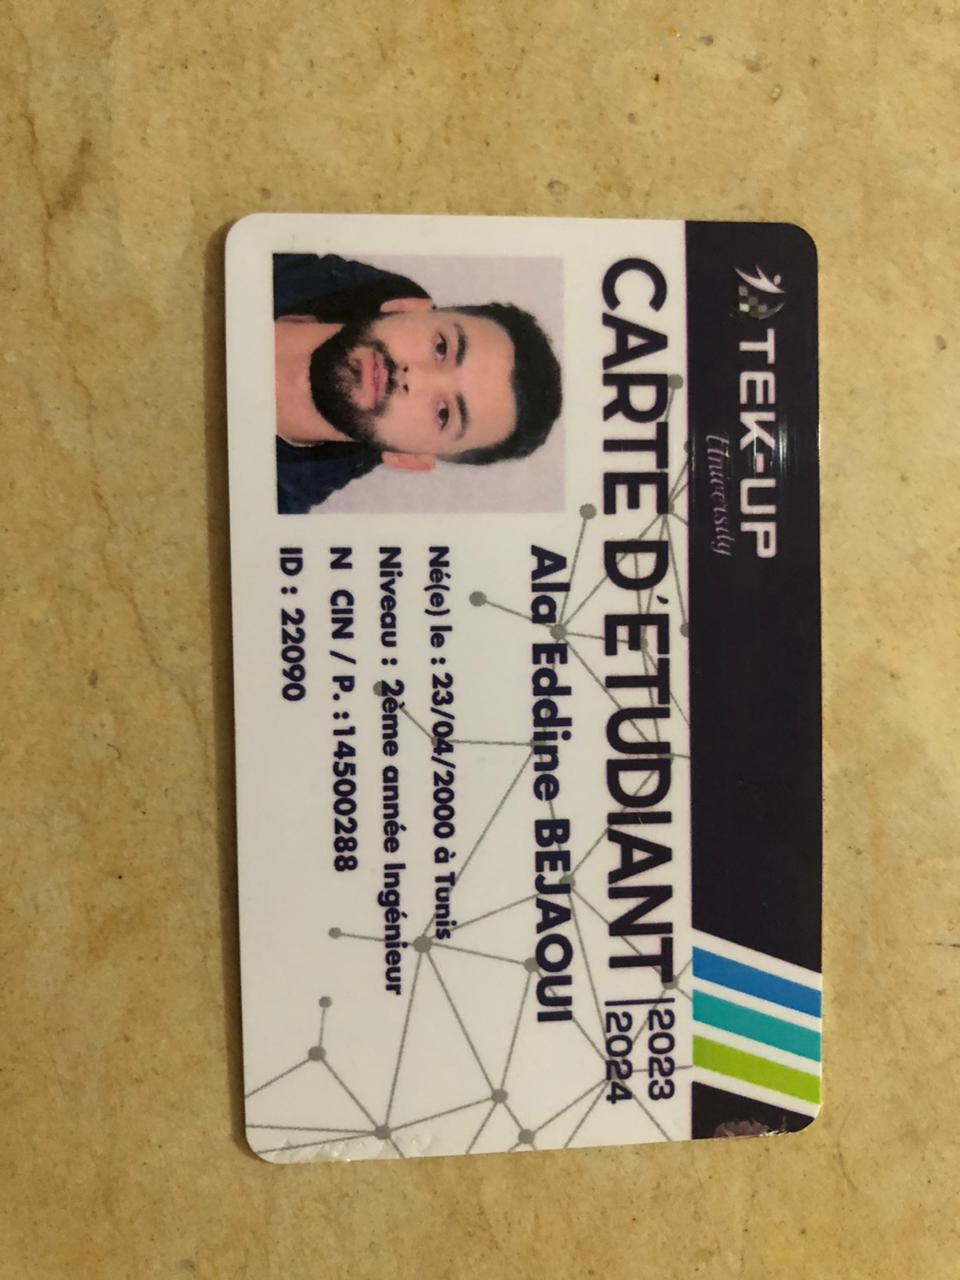 TEK-UP
University
CARTE D'ETUDIANT
2023
2024
Ala Eddine BEJAOUI
Né(e) le : 23/04/2000 à Tunis
Niveau : 2ème année Ingénieur
N CIN / P. :14500288
ID : 22090